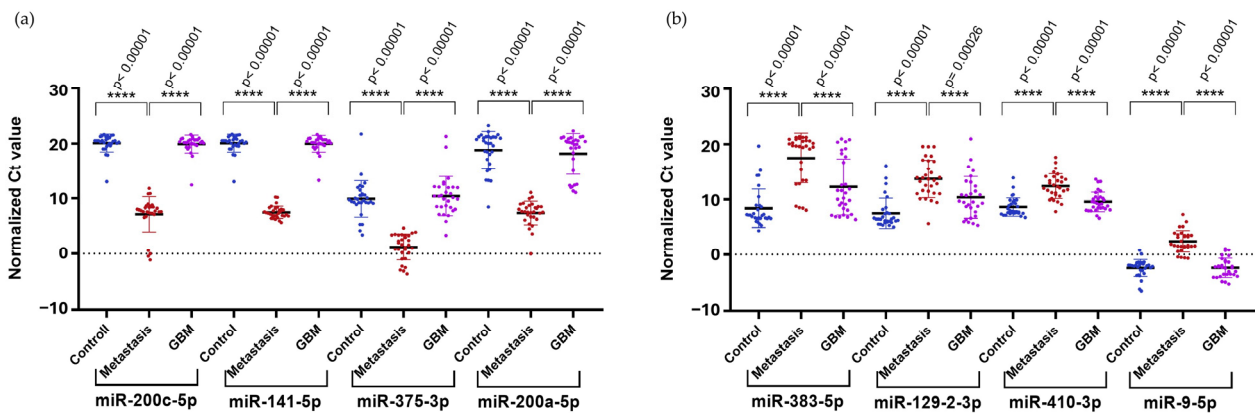 (a)
p< 0.00001 p< 0.00001 p< 0.00001 p< 0.00001 p< 0.00001 p< 0.00001 p< 0.00001 p< 0.00001
**** **** **** **** **** **** **** ****
Normalized Ct value
30
20
10
0
−10
Controll Metastasis GBM Control Metastasis GBM Control Metastasis GBM Control Metastasis GBM
miR-200c-5p miR-141-5p miR-375-3p miR-200a-5p
(b)
p< 0.00001 p< 0.00001 p< 0.00001 p= 0.00026 p< 0.00001 p< 0.00001 p< 0.00001 p< 0.00001
**** **** **** **** **** **** **** ****
Normalized Ct value
30
20
10
0
−10
Control Metastasis GBM Control Metastasis GBM Control Metastasis GBM Control Metastasis GBM
miR-383-5p miR-129-2-3p miR-410-3p miR-9-5p